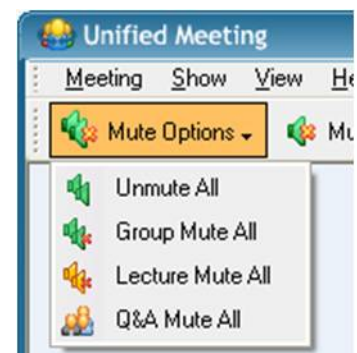 Unified Meeting
Meeting Show View
Mute Options
Unmute All
Group Mute All
Lecture Mute All
Q&A Mute All